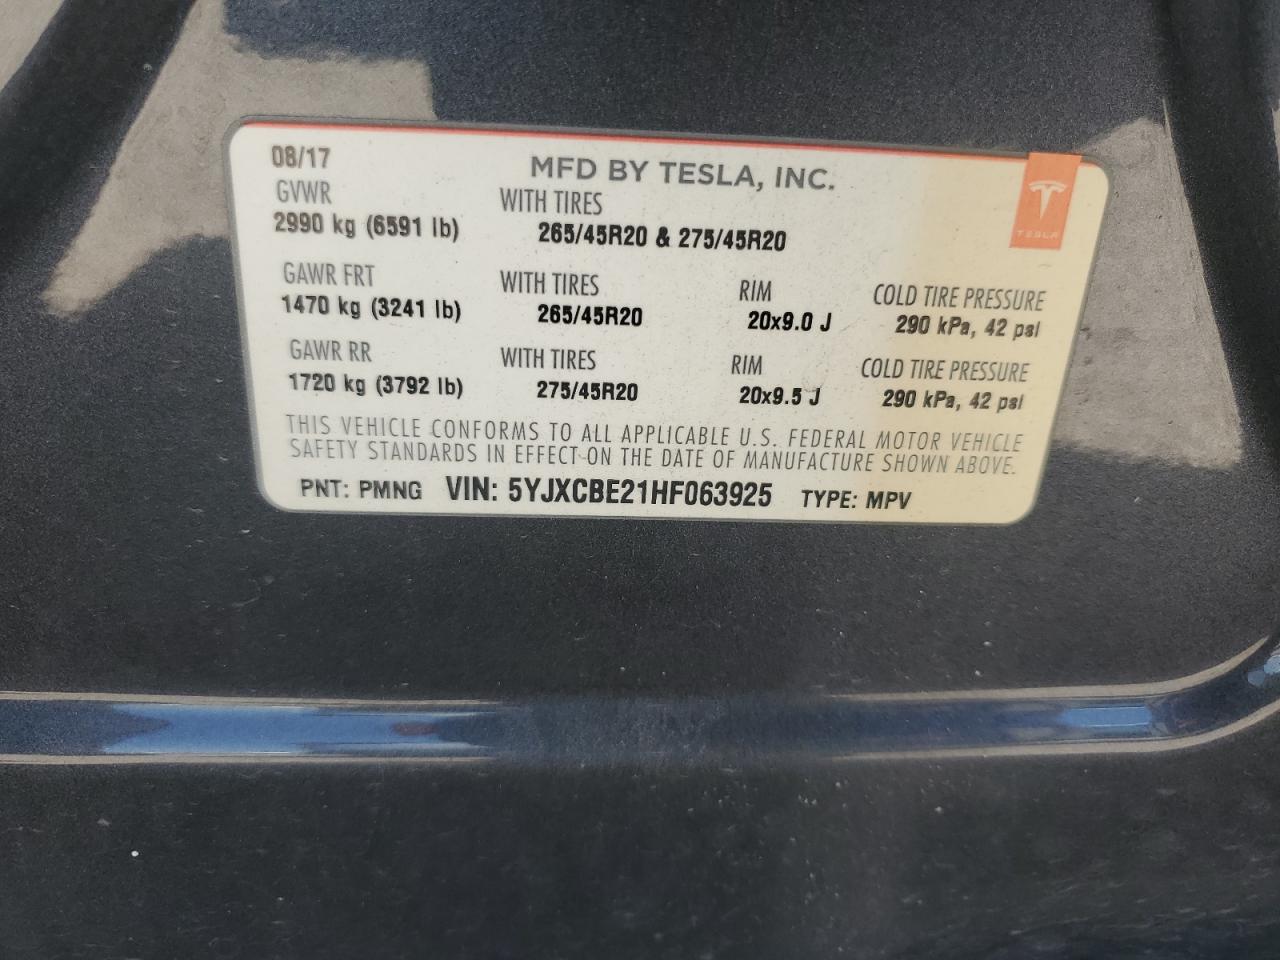 08/17
MFD BY TESLA, INC.
TESLA
GVWR
WITH TIRES
2990 kg (6591 lb)
265/45R20 & 275/45R20
GAWR FRT
WITH TIRES
RIM
COLD TIRE PRESSURE
1470 kg (3241 lb)
265/45R20
20x9.0 J
290 kPa, 42 psi
GAWR RR
WITH TIRES
RIM
COLD TIRE PRESSURE
1720 kg (3792 lb)
275/45R20
20x9.5 J
290 kPa, 42 psi
THIS VEHICLE CONFORMS TO ALL APPLICABLE U.S. FEDERAL MOTOR VEHICLE
SAFETY STANDARDS IN EFFECT ON THE DATE OF MANUFACTURE SHOWN ABOVE.
PNT: PMNG VIN: 5YJXCBE21HF063925 TYPE: MPV